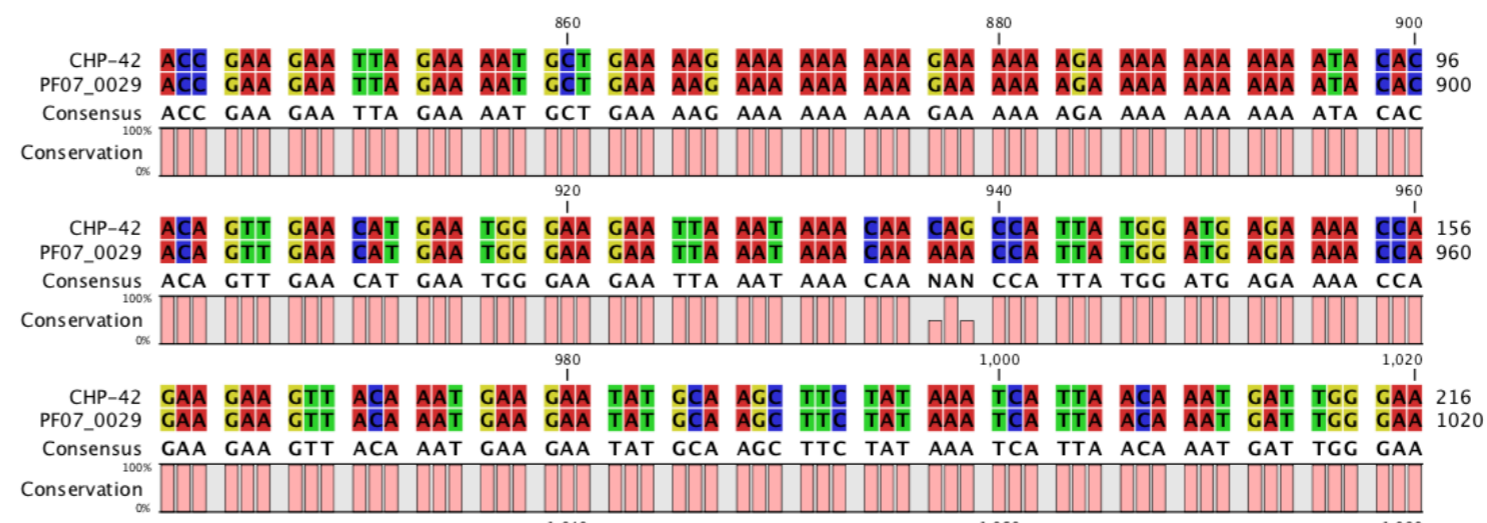 860 880 900
CHP-42 ACC GAA GAA TTA GAA AAT GCT GAA AAG AAA AAA AAA GAA AAA AGA AAA AAA AAA ATA CAC 96
PF07_0029 ACC GAA GAA TTA GAA AAT GCT GAA AAG AAA AAA AAA GAA AAA AGA AAA AAA AAA ATA CAC 900
Consensus ACC GAA GAA TTA GAA AAT GCT GAA AAG AAA AAA AAA GAA AAA AGA AAA AAA AAA ATA CAC
100%
Conservation
0%
920 940 960
CHP-42 ACA GTT GAA CAT GAA TGG GAA GAA TTA AAT AAA CAA CAG CCA TTA TGG ATG AGA AAA CCA 156
PF07_0029 ACA GTT GAA CAT GAA TGG GAA GAA TTA AAT AAA CAA AAA CCA TTA TGG ATG AGA AAA CCA 960
Consensus ACA GTT GAA CAT GAA TGG GAA GAA TTA AAT AAA CAA NAN CCA TTA TGG ATG AGA AAA CCA
100%
Conservation
0%
980 1,000 1,020
CHP-42 GAA GAA GTT ACA AAT GAA GAA TAT GCA AGC TTC TAT AAA TCA TTA ACA AAT GAT TGG GAA 216
PF07_0029 GAA GAA GTT ACA AAT GAA GAA TAT GCA AGC TTC TAT AAA TCA TTA ACA AAT GAT TGG GAA 1020
Consensus GAA GAA GTT ACA AAT GAA GAA TAT GCA AGC TTC TAT AAA TCA TTA ACA AAT GAT TGG GAA
100%
Conservation
0%